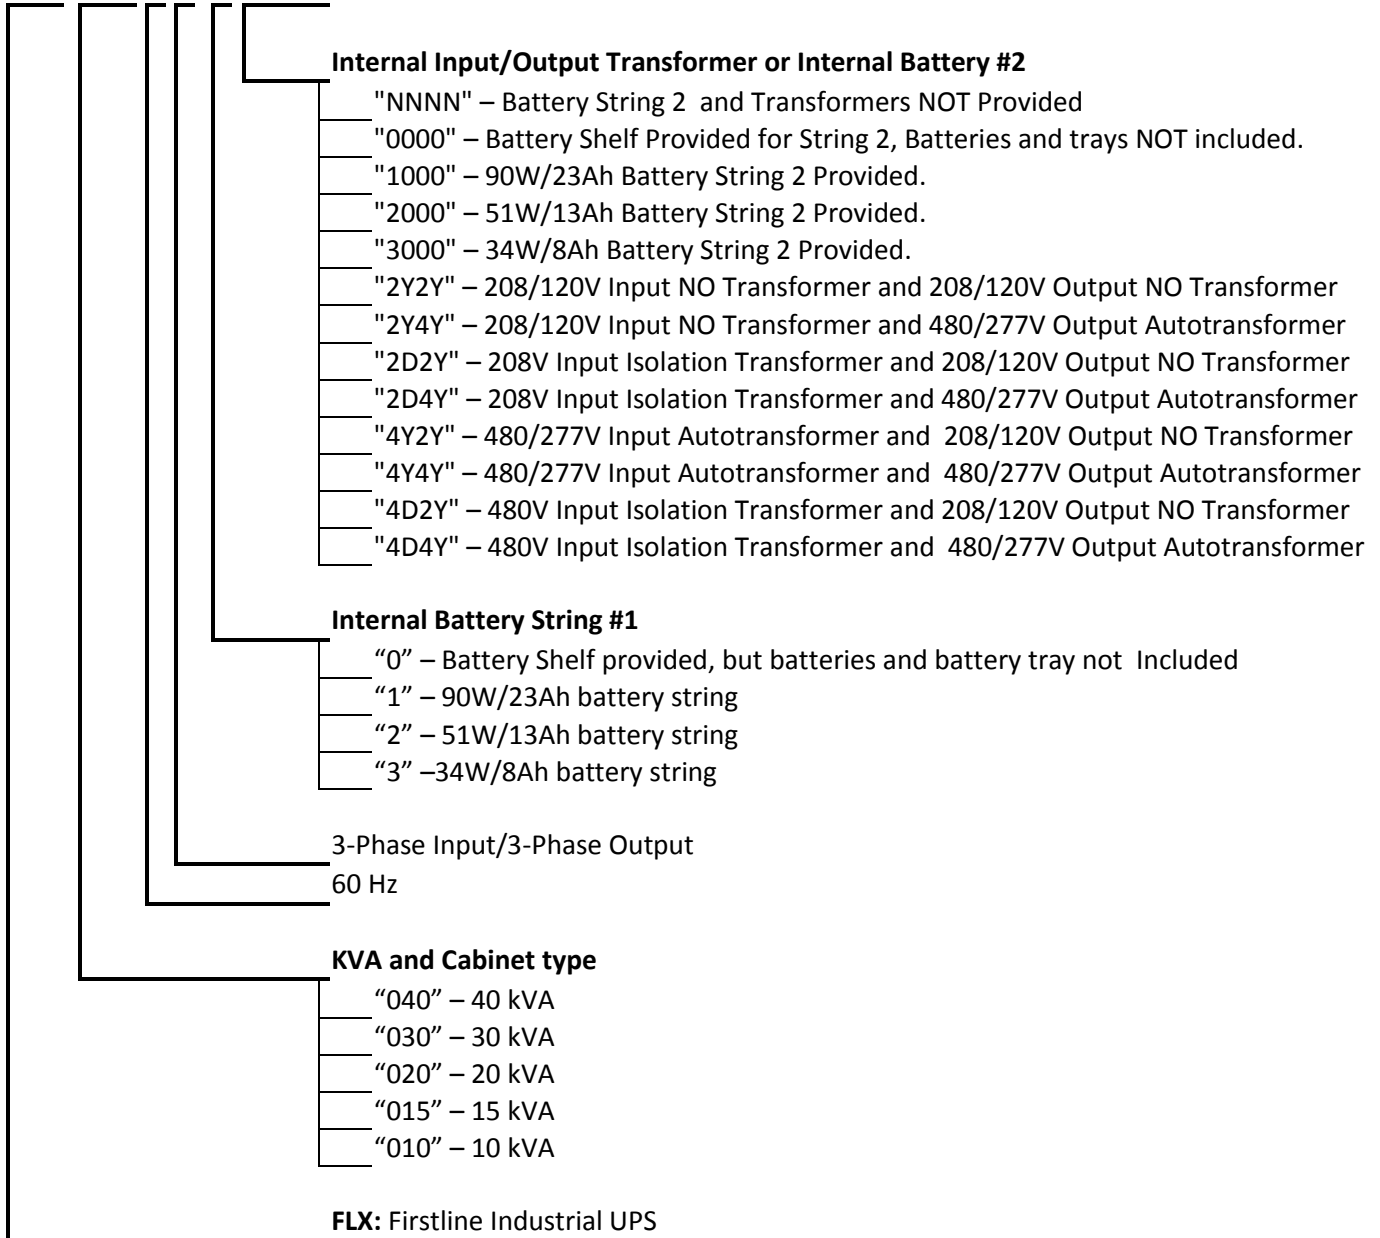 Internal Input/Output Transformer or Internal Battery #2
"NNNN" – Battery String 2  and Transformers NOT Provided
"0000" – Battery Shelf Provided for String 2, Batteries and trays NOT included.
"1000" – 90W/23Ah Battery String 2 Provided.
"2000" – 51W/13Ah Battery String 2 Provided.
"3000" – 34W/8Ah Battery String 2 Provided.
"2Y2Y" – 208/120V Input NO Transformer and 208/120V Output NO Transformer
"2Y4Y" – 208/120V Input NO Transformer and 480/277V Output Autotransformer
"2D2Y" – 208V Input Isolation Transformer and 208/120V Output NO Transformer
"2D4Y" – 208V Input Isolation Transformer and 480/277V Output Autotransformer
"4Y2Y" – 480/277V Input Autotransformer and  208/120V Output NO Transformer
"4Y4Y" – 480/277V Input Autotransformer and  480/277V Output Autotransformer
"4D2Y" – 480V Input Isolation Transformer and 208/120V Output NO Transformer
"4D4Y" – 480V Input Isolation Transformer and  480/277V Output Autotransformer
Internal Battery String #1
“0” – Battery Shelf provided, but batteries and battery tray not  Included
“1” – 90W/23Ah battery string
“2” – 51W/13Ah battery string
“3” –34W/8Ah battery string
3-Phase Input/3-Phase Output
60 Hz
KVA and Cabinet type
“040” – 40 kVA
“030” – 30 kVA
“020” – 20 kVA
“015” – 15 kVA
“010” – 10 kVA
FLX: Firstline Industrial UPS